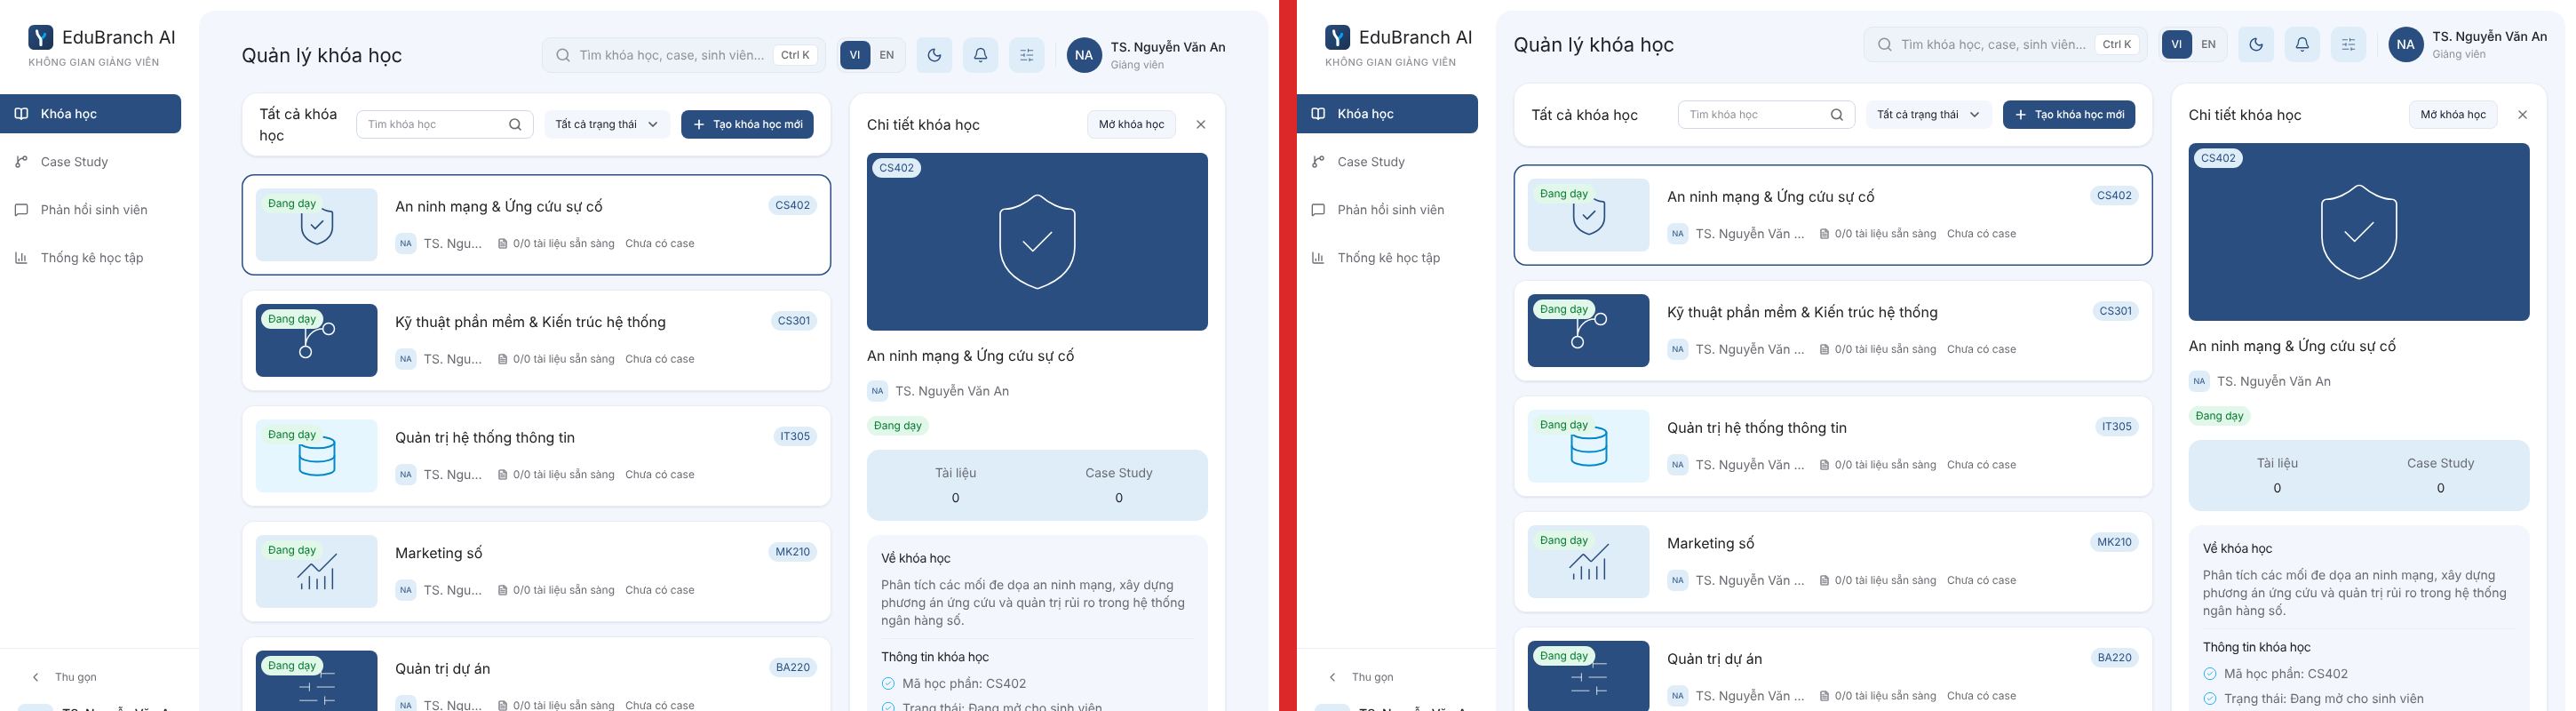 EduBranch AI
KHÔNG GIAN GIẢNG VIÊN
Khóa học
Case Study
Phản hồi sinh viên
Thống kê học tập
Thu gọn
Quản lý khóa học
Tìm khóa học, case, sinh viên...
Ctrl K
VI
EN
NA
TS. Nguyễn Văn An
Giảng viên
Tất cả khóa
học
Tìm khóa học
Tất cả trạng thái
Tạo khóa học mới
Đang dạy
An ninh mạng & Ứng cứu sự cố
CS402
NA TS. Ngu... 0/0 tài liệu sẵn sàng Chưa có case
Đang dạy
Kỹ thuật phần mềm & Kiến trúc hệ thống
CS301
NA TS. Ngu... 0/0 tài liệu sẵn sàng Chưa có case
Đang dạy
Quản trị hệ thống thông tin
IT305
NA TS. Ngu... 0/0 tài liệu sẵn sàng Chưa có case
Đang dạy
Marketing số
MK210
NA TS. Ngu... 0/0 tài liệu sẵn sàng Chưa có case
Đang dạy
Quản trị dự án
BA220
NA TS. Ngu... 0/0 tài liệu sẵn sàng Chưa có case
Chi tiết khóa học
Mở khóa học
CS402
An ninh mạng & Ứng cứu sự cố
NA TS. Nguyễn Văn An
Đang dạy
Tài liệu
Case Study
0
0
Về khóa học
Phân tích các mối đe dọa an ninh mạng, xây dựng
phương án ứng cứu và quản trị rủi ro trong hệ thống
ngân hàng số.
Thông tin khóa học
Mã học phần: CS402
Trạng thái: Đang mở cho sinh viên
EduBranch AI
KHÔNG GIAN GIẢNG VIÊN
Khóa học
Case Study
Phản hồi sinh viên
Thống kê học tập
Thu gọn
Quản lý khóa học
Tìm khóa học, case, sinh viên...
Ctrl K
VI
EN
NA
TS. Nguyễn Văn An
Giảng viên
Tất cả khóa học
Tìm khóa học
Tất cả trạng thái
Tạo khóa học mới
Đang dạy
An ninh mạng & Ứng cứu sự cố
CS402
NA TS. Nguyễn Văn ... 0/0 tài liệu sẵn sàng Chưa có case
Đang dạy
Kỹ thuật phần mềm & Kiến trúc hệ thống
CS301
NA TS. Nguyễn Văn ... 0/0 tài liệu sẵn sàng Chưa có case
Đang dạy
Quản trị hệ thống thông tin
IT305
NA TS. Nguyễn Văn ... 0/0 tài liệu sẵn sàng Chưa có case
Đang dạy
Marketing số
MK210
NA TS. Nguyễn Văn ... 0/0 tài liệu sẵn sàng Chưa có case
Đang dạy
Quản trị dự án
BA220
NA TS. Nguyễn Văn ... 0/0 tài liệu sẵn sàng Chưa có case
Chi tiết khóa học
Mở khóa học
CS402
An ninh mạng & Ứng cứu sự cố
NA TS. Nguyễn Văn An
Đang dạy
Tài liệu
Case Study
0
0
Về khóa học
Phân tích các mối đe dọa an ninh mạng, xây dựng
phương án ứng cứu và quản trị rủi ro trong hệ thống
ngân hàng số.
Thông tin khóa học
Mã học phần: CS402
Trạng thái: Đang mở cho sinh viên